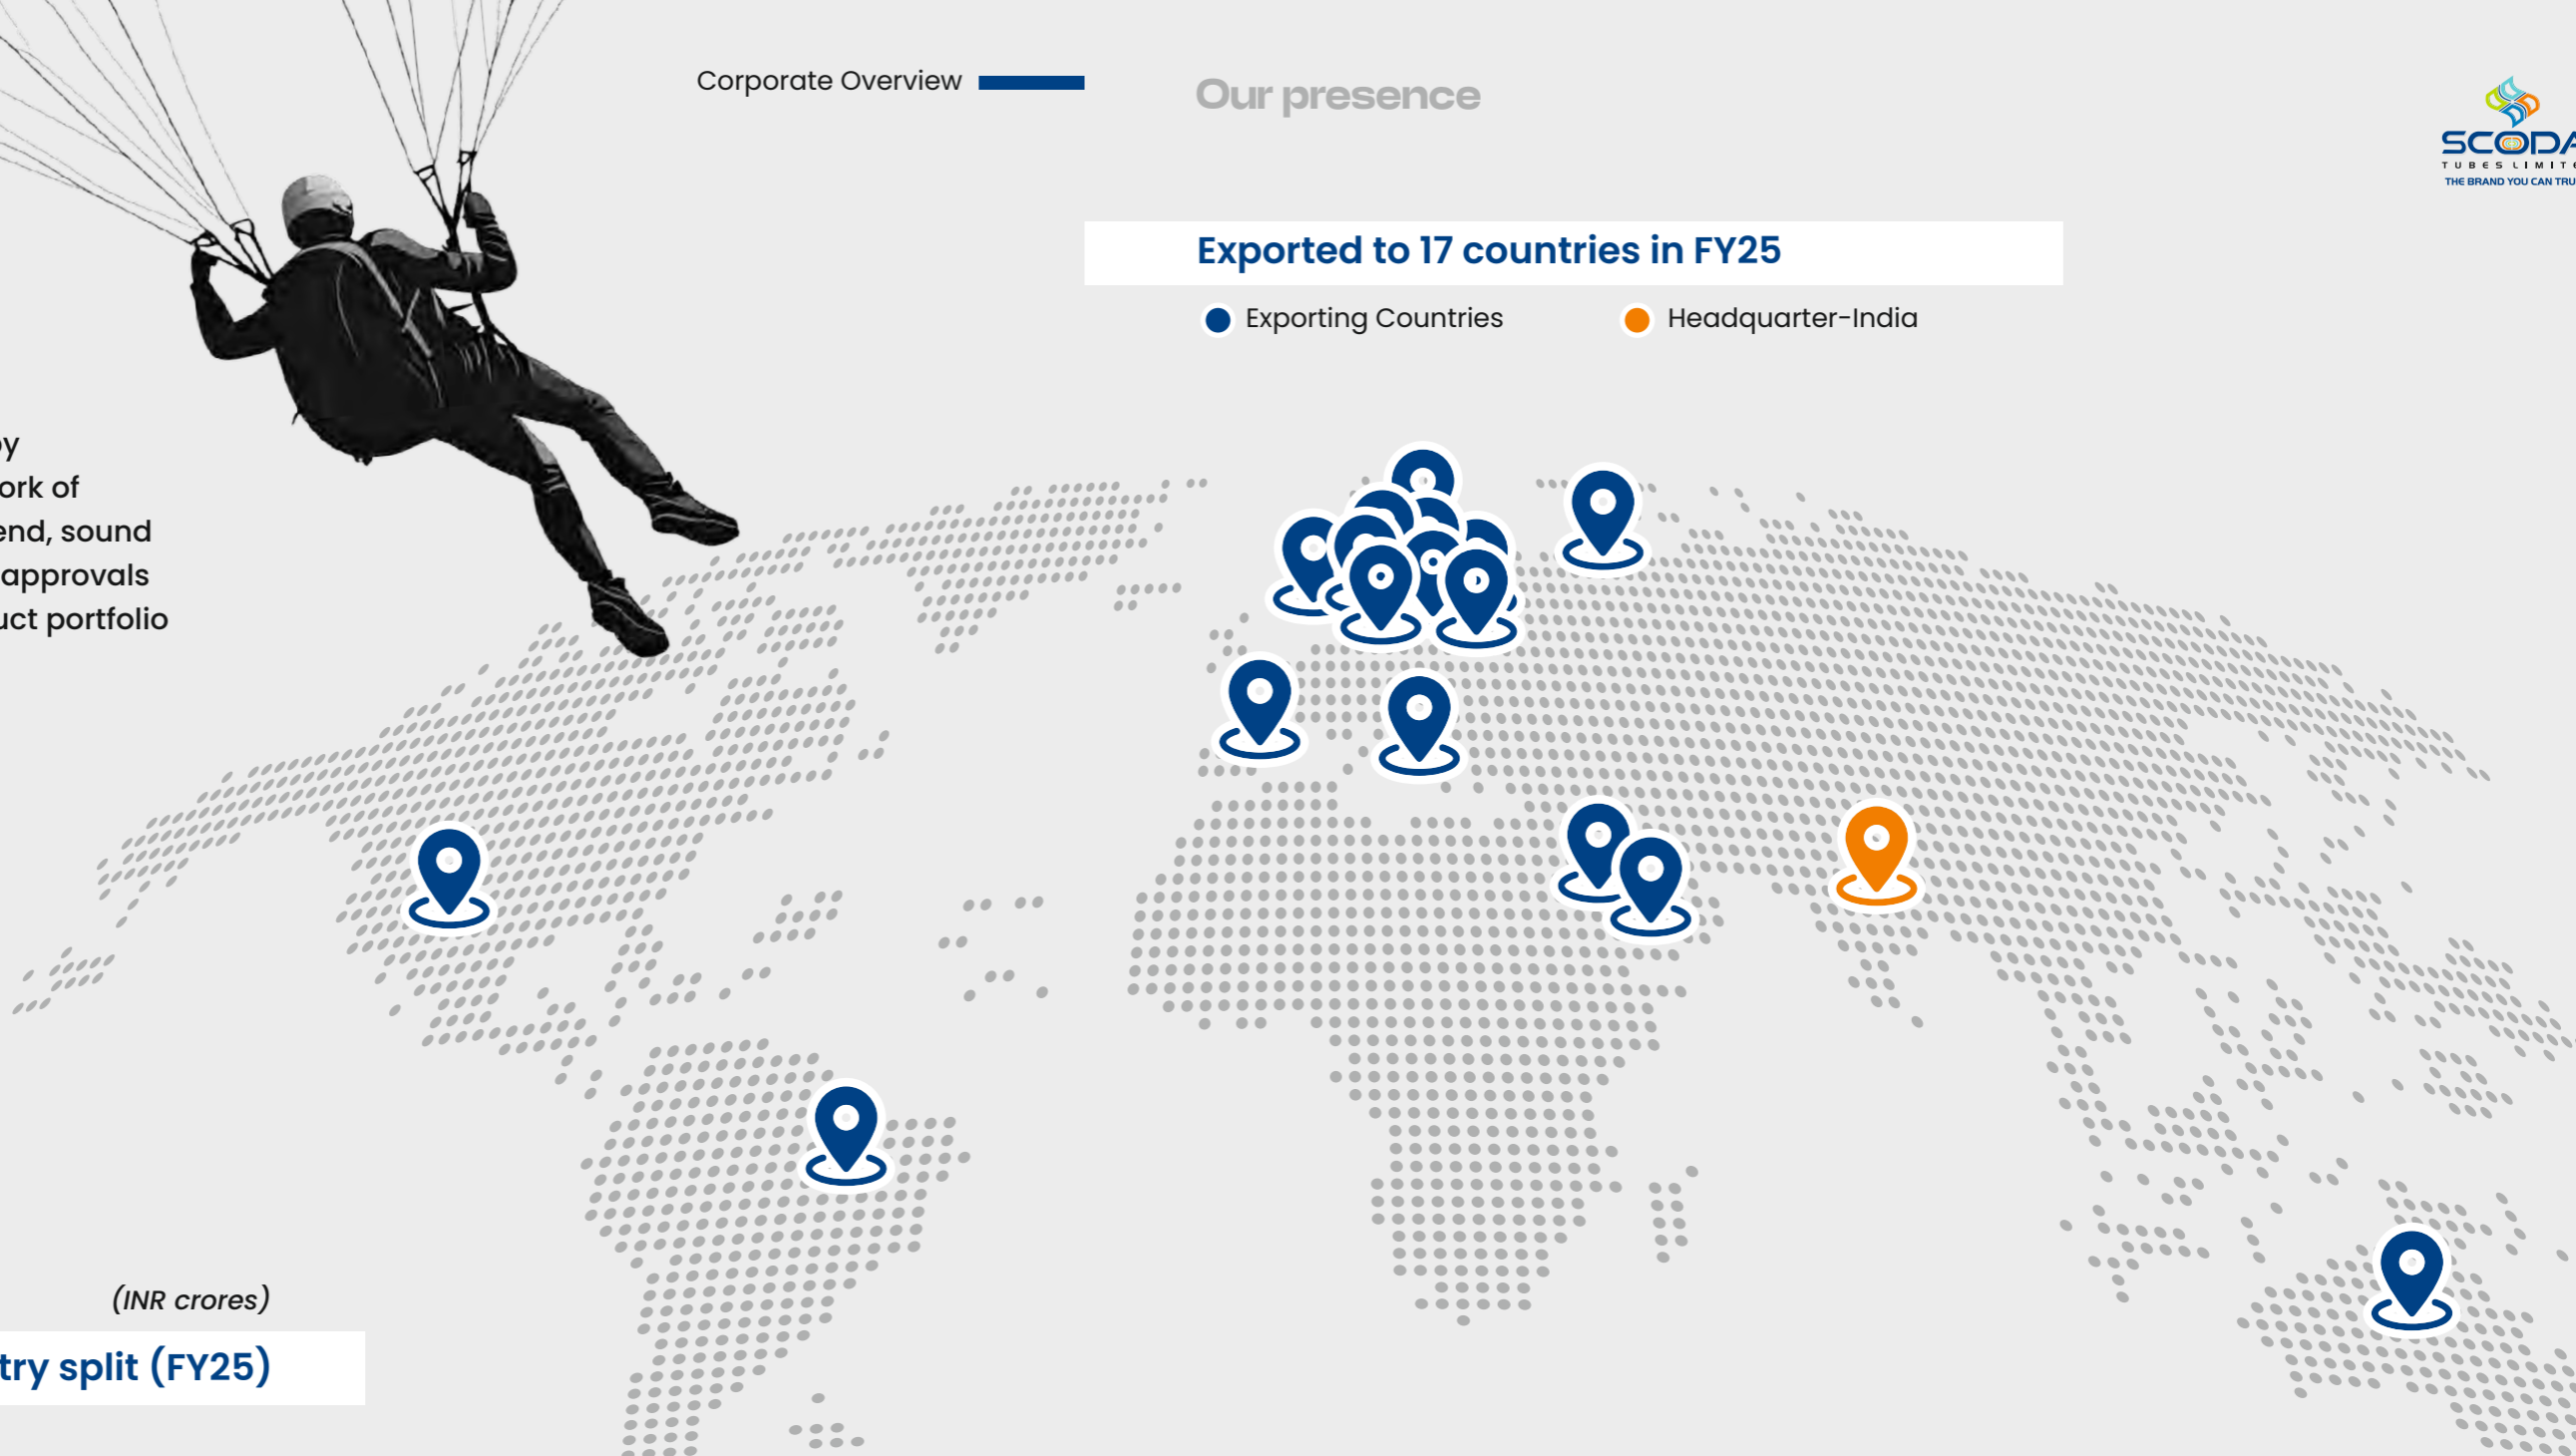 Corporate Overview
Our presence
SCODA
TUBES LIMITE
THE BRAND YOU CAN TRU
Exported to 17 countries in FY25
Exporting Countries
Headquarter-India
by
ork of
end, sound
approvals
uct portfolio
(INR crores)
try split (FY25)